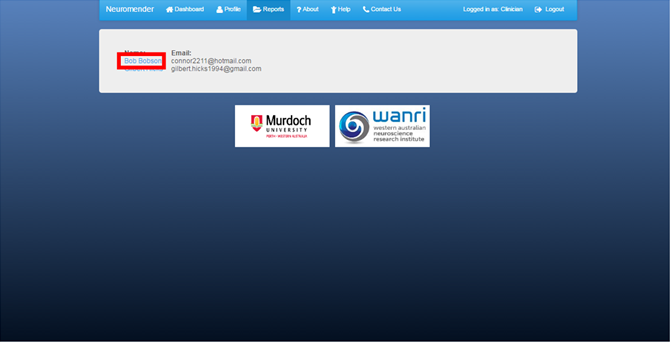 Neuromender Dashboard Profile Reports ? About Help Contact Us Logged in as: Clinician Logout
Name: Email:
Bob Bobson connor2211@hotmail.com
gilbert.hicks1994@gmail.com
Murdoch
UNIVERSITY
PERTH, WESTERN AUSTRALIA
wanri
western australian
neuroscience
research institute